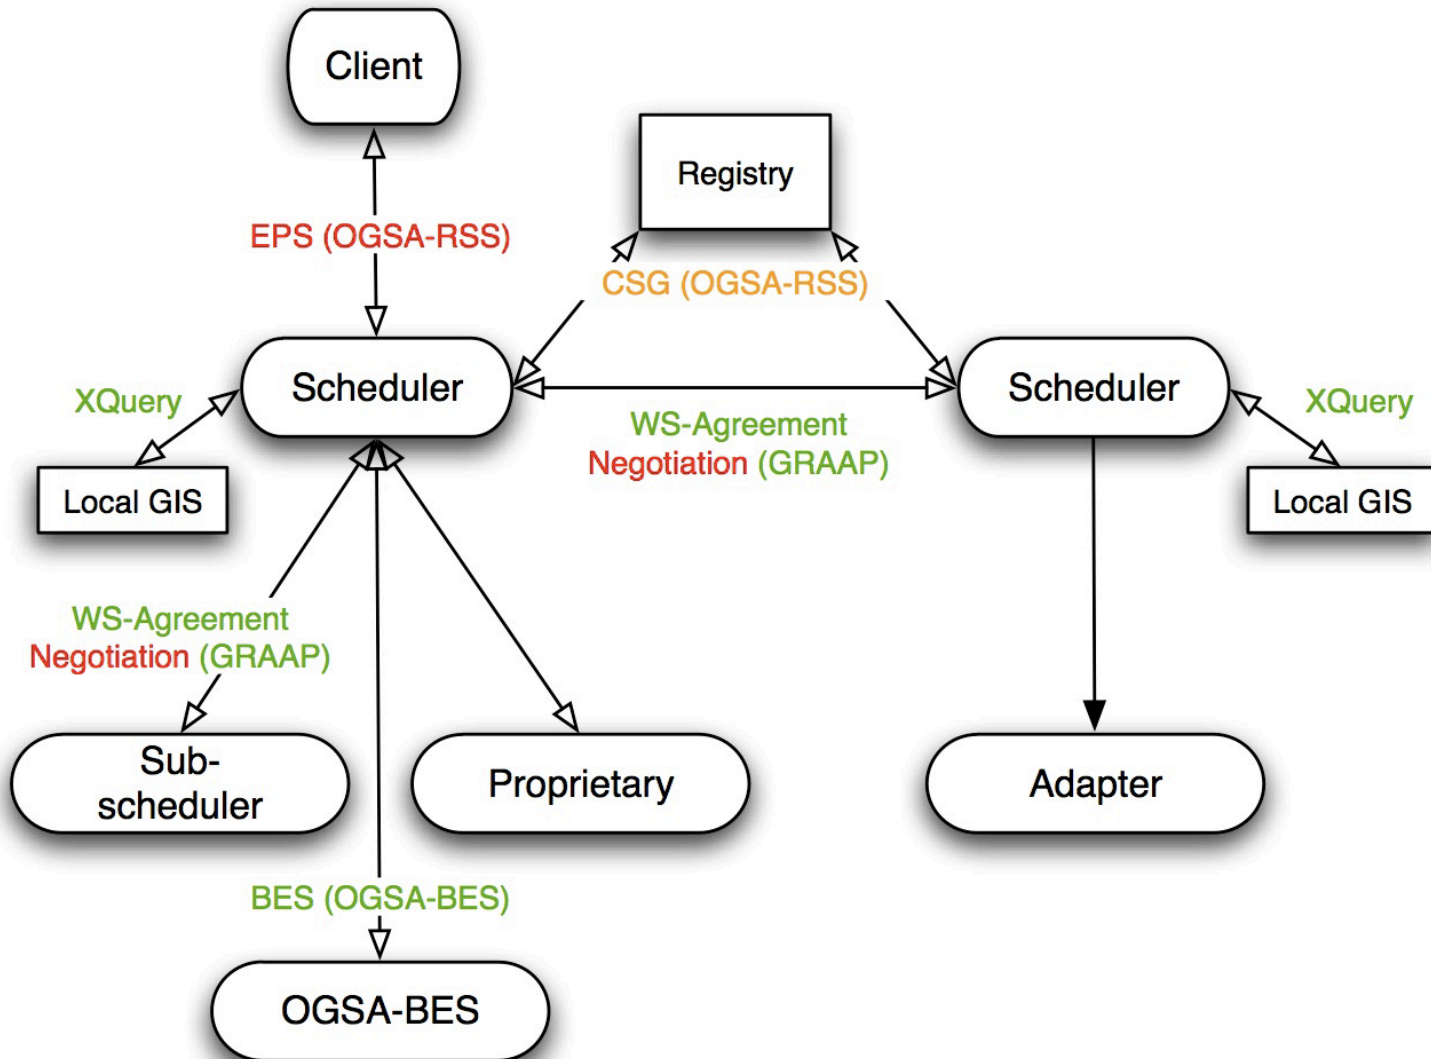 Client
Registry
EPS (OGSA-RSS)
CSG (OGSA-RSS)
Scheduler
Scheduler
XQuery
XQuery
WS-Agreement
Negotiation (GRAAP)
Local GIS
Local GIS
WS-Agreement
Negotiation (GRAAP)
Sub-
scheduler
Proprietary
Adapter
BES (OGSA-BES)
OGSA-BES